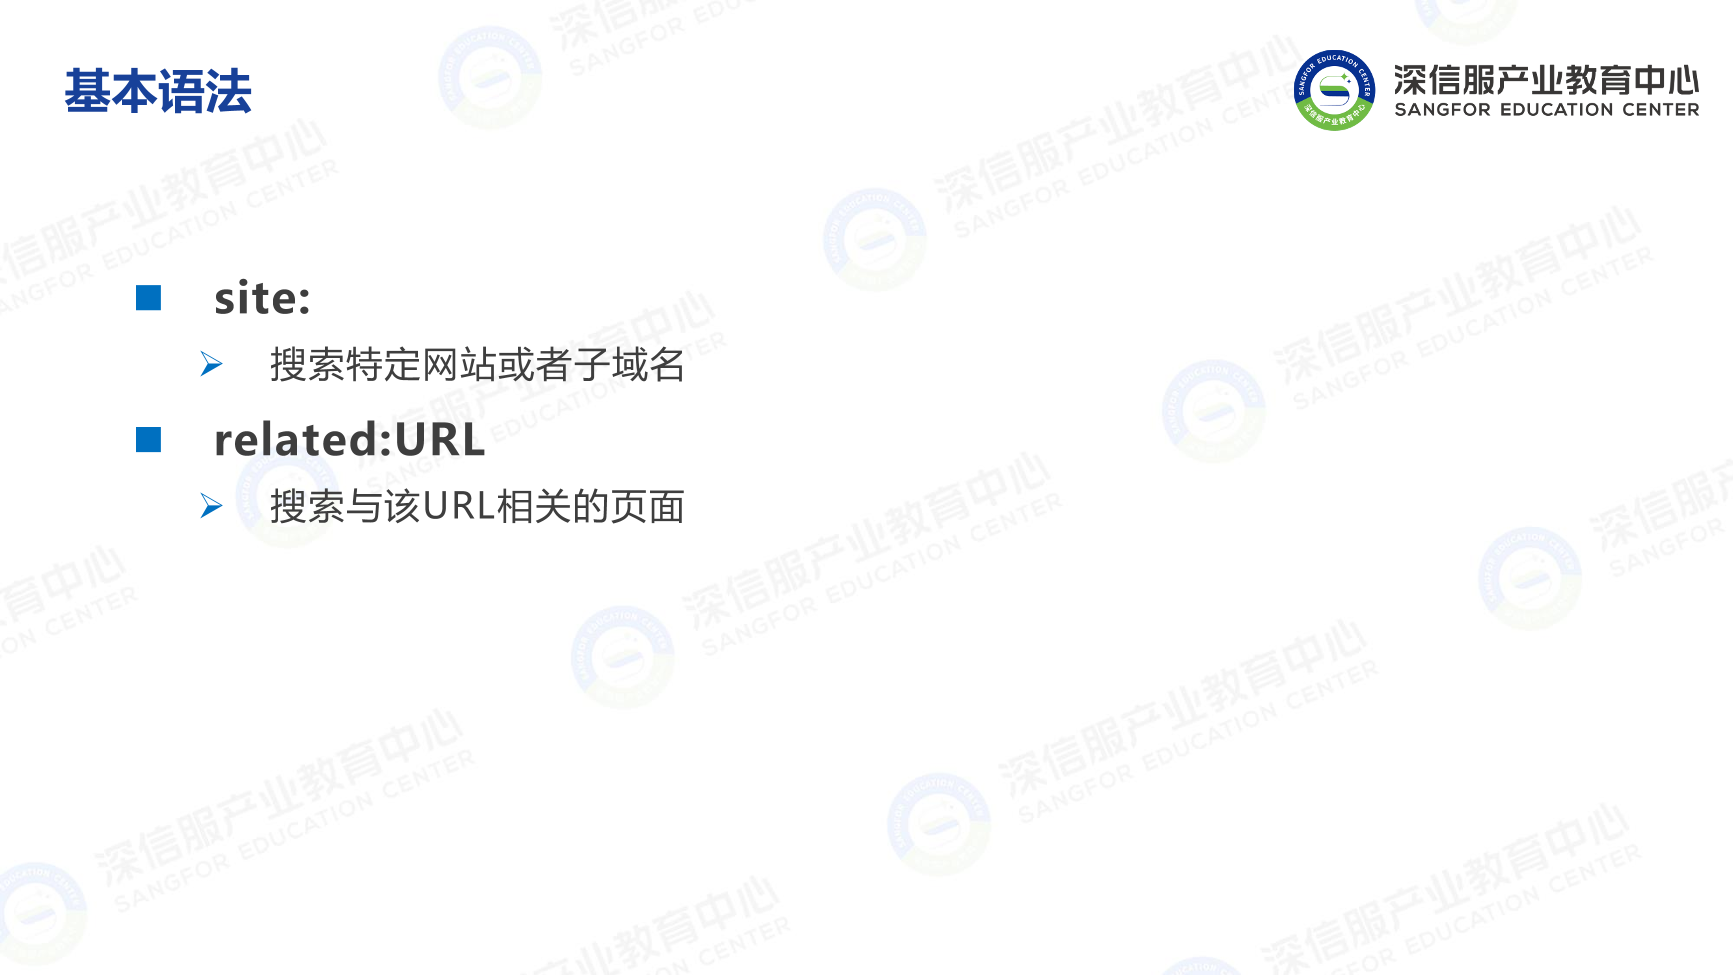 基本语法
深信服产业教育中心
SANGFOR EDUCATION CENTER
site:
搜索特定网站或者子域名
related:URL
搜索与该URL相关的页面